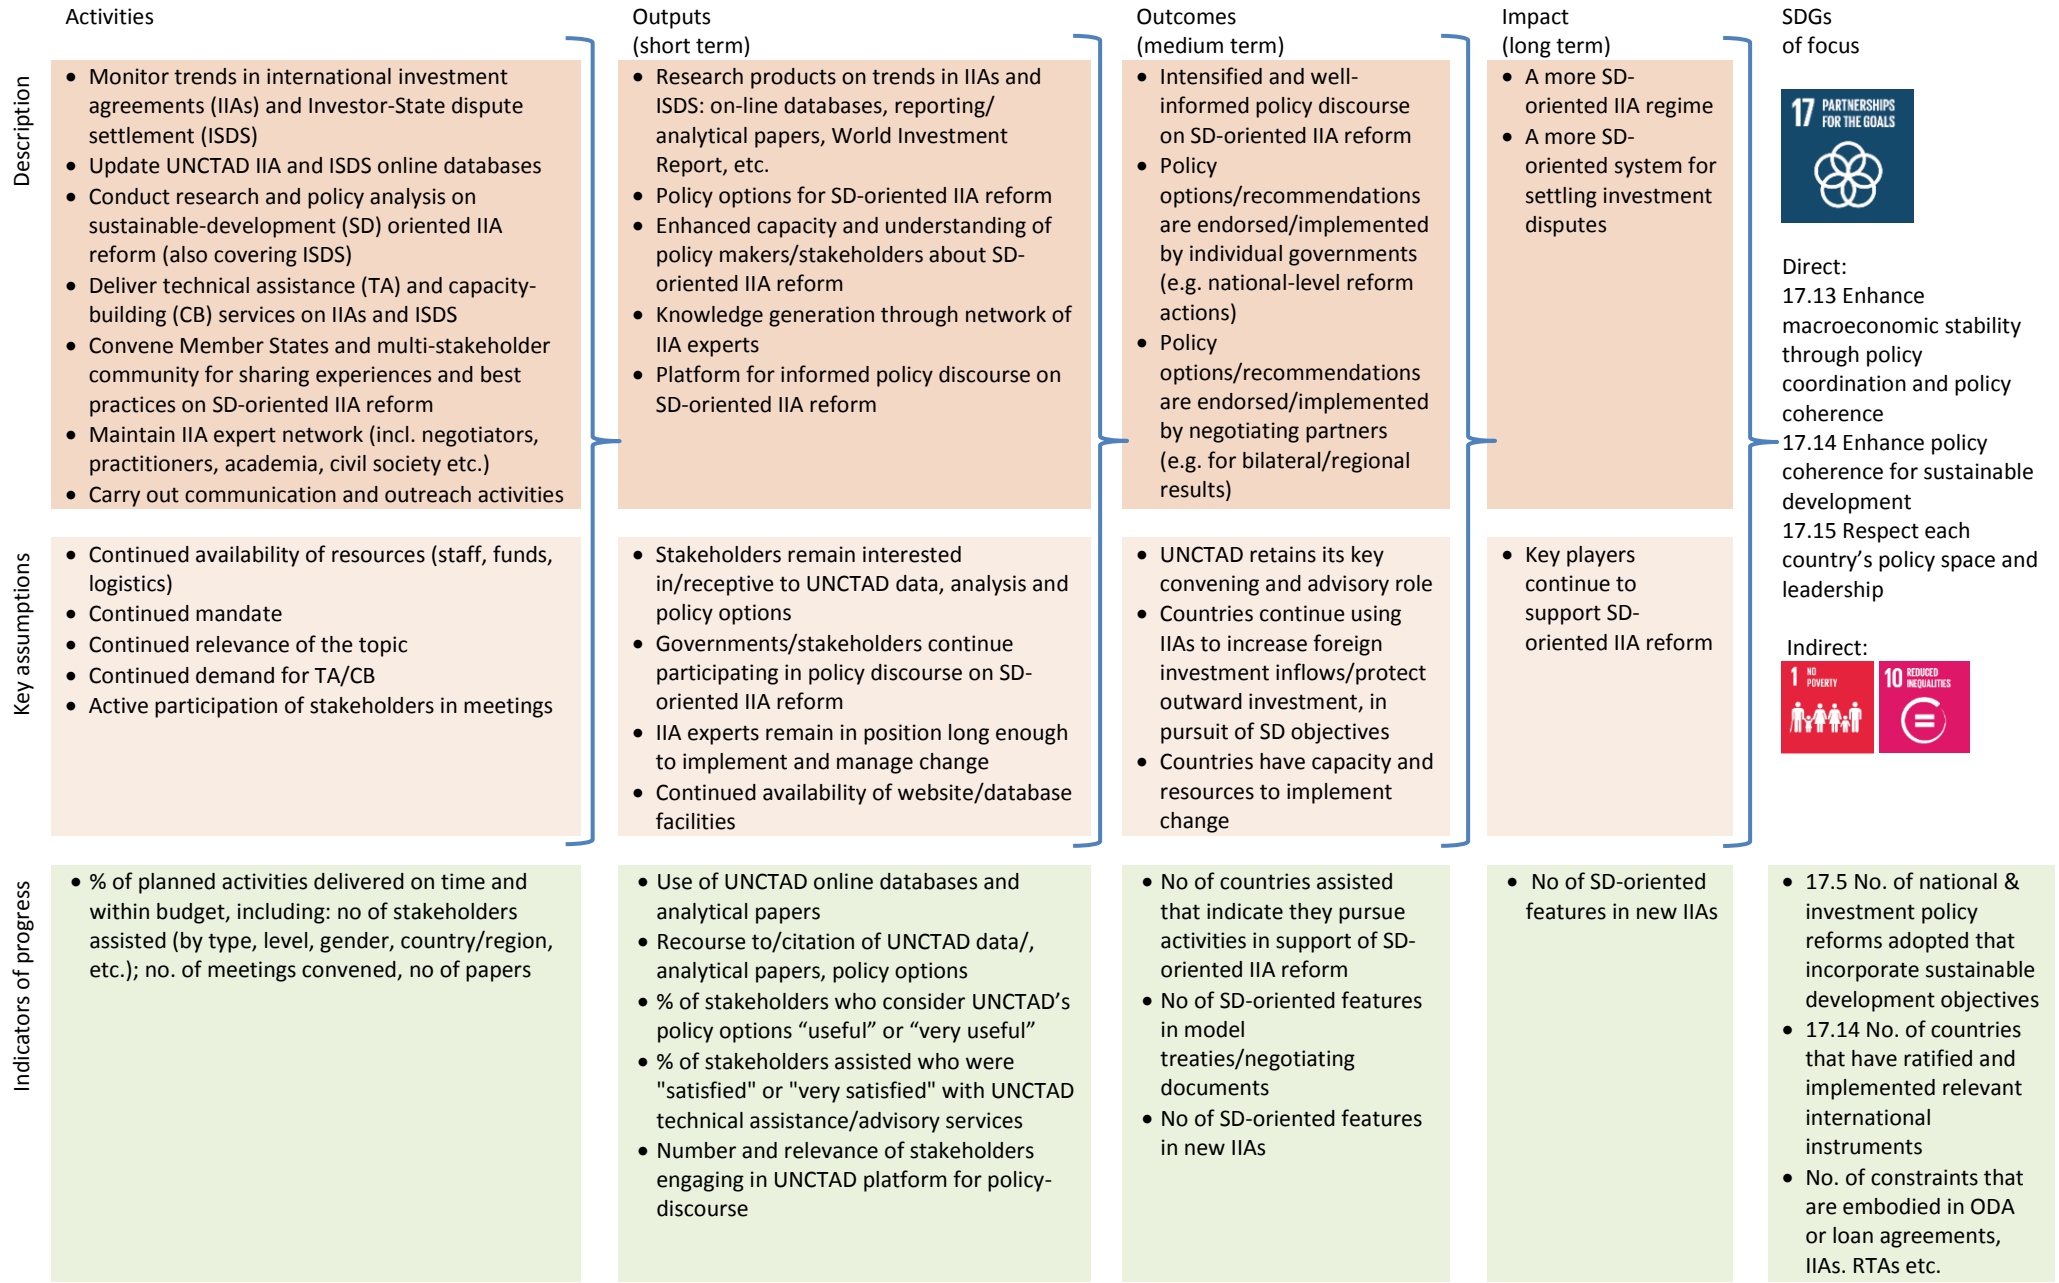 Activities
Outputs
(short term)
Outcomes
(medium term)
Impact
(long term)
SDGs
of focus
Description
• Monitor trends in international investment
agreements (IIAs) and Investor-State dispute
settlement (ISDS)
• Update UNCTAD IIA and ISDS online databases
• Conduct research and policy analysis on
sustainable-development (SD) oriented IIA
reform (also covering ISDS)
• Deliver technical assistance (TA) and capacity-
building (CB) services on IIAs and ISDS
• Convene Member States and multi-stakeholder
community for sharing experiences and best
practices on SD-oriented IIA reform
• Maintain IIA expert network (incl. negotiators,
practitioners, academia, civil society etc.)
• Carry out communication and outreach activities
• Research products on trends in IIAs and
ISDS: on-line databases, reporting/
analytical papers, World Investment
Report, etc.
• Policy options for SD-oriented IIA reform
• Enhanced capacity and understanding of
policy makers/stakeholders about SD-
oriented IIA reform
• Knowledge generation through network of
IIA experts
• Platform for informed policy discourse on
SD-oriented IIA reform
• Intensified and well-
informed policy discourse
on SD-oriented IIA reform
• Policy
options/recommendations
are endorsed/implemented
by individual governments
(e.g. national-level reform
actions)
• Policy
options/recommendations
are endorsed/implemented
by negotiating partners
(e.g. for bilateral/regional
results)
• A more SD-
oriented IIA regime
• A more SD-
oriented system for
settling investment
disputes
17 PARTNERSHIPS
FOR THE GOALS
Direct:
17.13 Enhance
macroeconomic stability
through policy
coordination and policy
coherence
17.14 Enhance policy
coherence for sustainable
development
17.15 Respect each
country's policy space and
leadership
Indirect:
1 NO
POVERTY
10 REDUCED
INEQUALITIES
Key assumptions
• Continued availability of resources (staff, funds,
logistics)
• Continued mandate
• Continued relevance of the topic
• Continued demand for TA/CB
• Active participation of stakeholders in meetings
• Stakeholders remain interested
in/receptive to UNCTAD data, analysis and
policy options
• Governments/stakeholders continue
participating in policy discourse on SD-
oriented IIA reform
• IIA experts remain in position long enough
to implement and manage change
• Continued availability of website/database
facilities
• UNCTAD retains its key
convening and advisory role
• Countries continue using
IIAs to increase foreign
investment inflows/protect
outward investment, in
pursuit of SD objectives
• Countries have capacity and
resources to implement
change
• Key players
continue to
support SD-
oriented IIA reform
Indicators of progress
• % of planned activities delivered on time and
within budget, including: no of stakeholders
assisted (by type, level, gender, country/region,
etc.); no. of meetings convened, no of papers
• Use of UNCTAD online databases and
analytical papers
• Recourse to/citation of UNCTAD data/,
analytical papers, policy options
• % of stakeholders who consider UNCTAD's
policy options “useful” or “very useful”
• % of stakeholders assisted who were
"satisfied" or "very satisfied" with UNCTAD
technical assistance/advisory services
• Number and relevance of stakeholders
engaging in UNCTAD platform for policy-
discourse
• No of countries assisted
that indicate they pursue
activities in support of SD-
oriented IIA reform
• No of SD-oriented features
in model
treaties/negotiating
documents
• No of SD-oriented features
in new IIAs
• No of SD-oriented
features in new IIAs
• 17.5 No. of national &
investment policy
reforms adopted that
incorporate sustainable
development objectives
• 17.14 No. of countries
that have ratified and
implemented relevant
international
instruments
• No. of constraints that
are embodied in ODA
or loan agreements,
IIAs. RTAs etc.